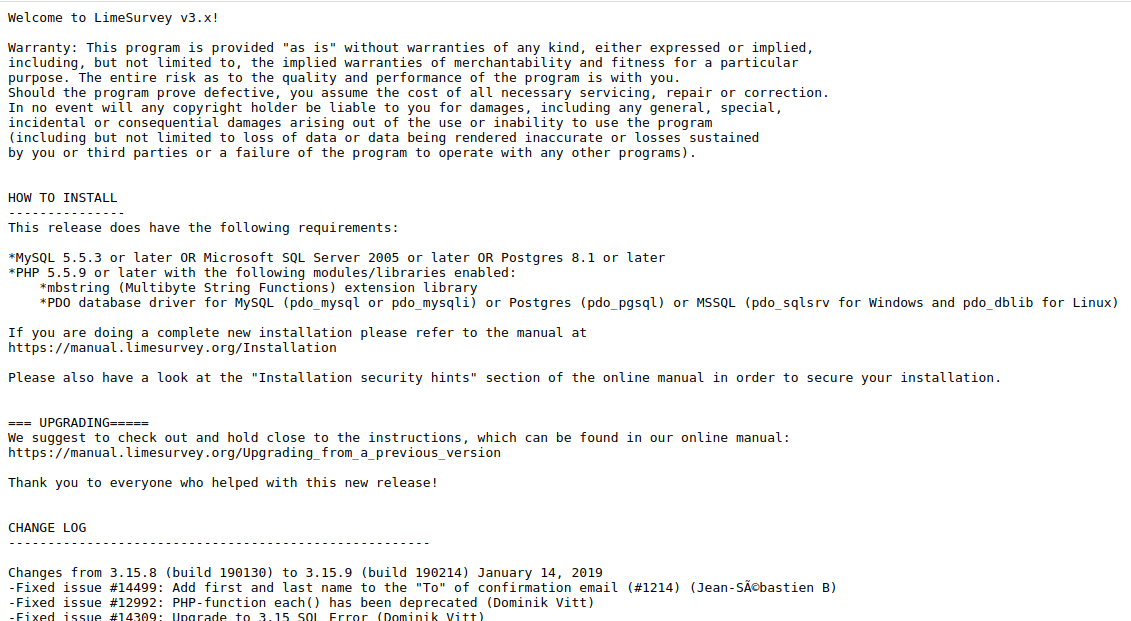 Welcome to LimeSurvey v3.x!
Warranty: This program is provided "as is" without warranties of any kind, either expressed or implied,
including, but not limited to, the implied warranties of merchantability and fitness for a particular
purpose. The entire risk as to the quality and performance of the program is with you.
Should the program prove defective, you assume the cost of all necessary servicing, repair or correction.
In no event will any copyright holder be liable to you for damages, including any general, special,
incidental or consequential damages arising out of the use or inability to use the program
(including but not limited to loss of data or data being rendered inaccurate or losses sustained
by you or third parties or a failure of the program to operate with any other programs).
HOW TO INSTALL
---------------
This release does have the following requirements:
*MySQL 5.5.3 or later OR Microsoft SQL Server 2005 or later OR Postgres 8.1 or later
*PHP 5.5.9 or later with the following modules/libraries enabled:
*mbstring (Multibyte String Functions) extension library
*PDO database driver for MySQL (pdo_mysql or pdo_mysqli) or Postgres (pdo_pgsql) or MSSQL (pdo_sqlsrv for Windows and pdo_dblib for Linux)
If you are doing a complete new installation please refer to the manual at
https://manual.limesurvey.org/Installation
Please also have a look at the "Installation security hints" section of the online manual in order to secure your installation.
=== UPGRADING=====
We suggest to check out and hold close to the instructions, which can be found in our online manual:
https://manual.limesurvey.org/Upgrading_from_a_previous_version
Thank you to everyone who helped with this new release!
CHANGE LOG
------------------------------------------------------
Changes from 3.15.8 (build 190130) to 3.15.9 (build 190214) January 14, 2019
-Fixed issue #14499: Add first and last name to the "To" of confirmation email (#1214) (Jean-SÃ©bastien B)
-Fixed issue #12992: PHP-function each() has been deprecated (Dominik Vitt)
-Fixed issue #14309: Upgrade to 3.15 SQL Error (Dominik Vitt)